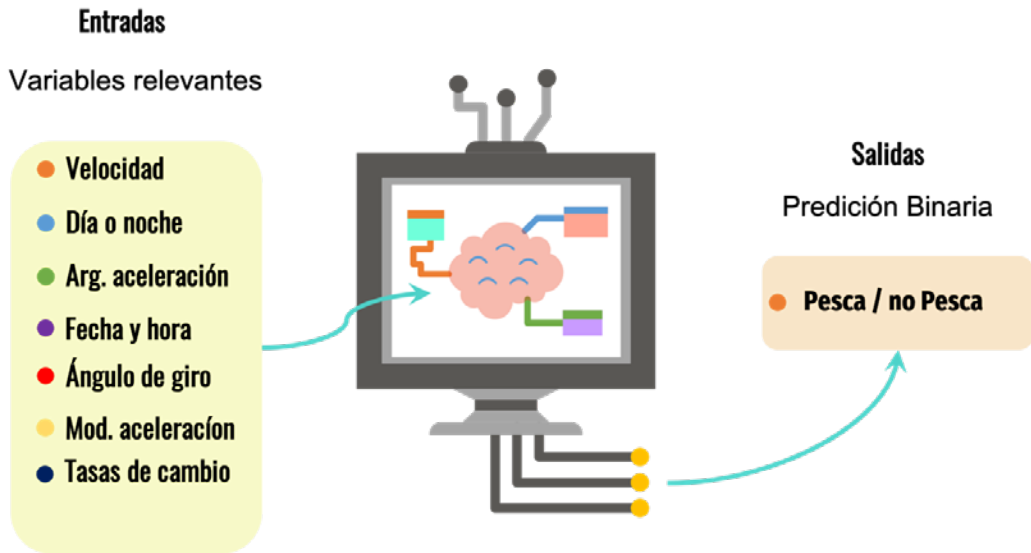 Entradas
Variables relevantes
Velocidad
Día o noche
Arg. aceleración
Fecha y hora
Ángulo de giro
Mod. aceleracíon
Tasas de cambio
Salidas
Predición Binaria
Pesca / no Pesca